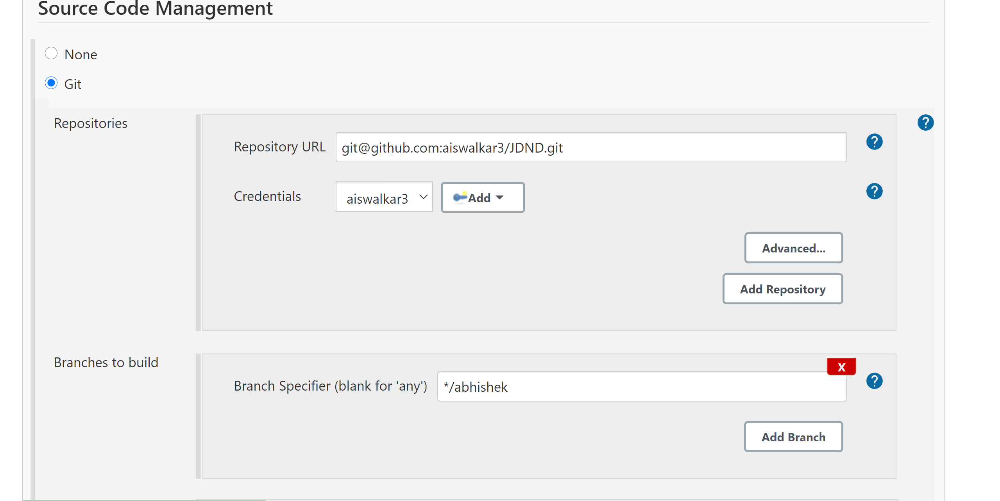 Source Code Management
None
Git
Repositories
?
Repository URL
git@github.com:aiswalkar3/JDND.git
?
Credentials
aiswalkar3
Add
?
Advanced...
Add Repository
Branches to build
X
Branch Specifier (blank for 'any')
*/abhishek
?
Add Branch